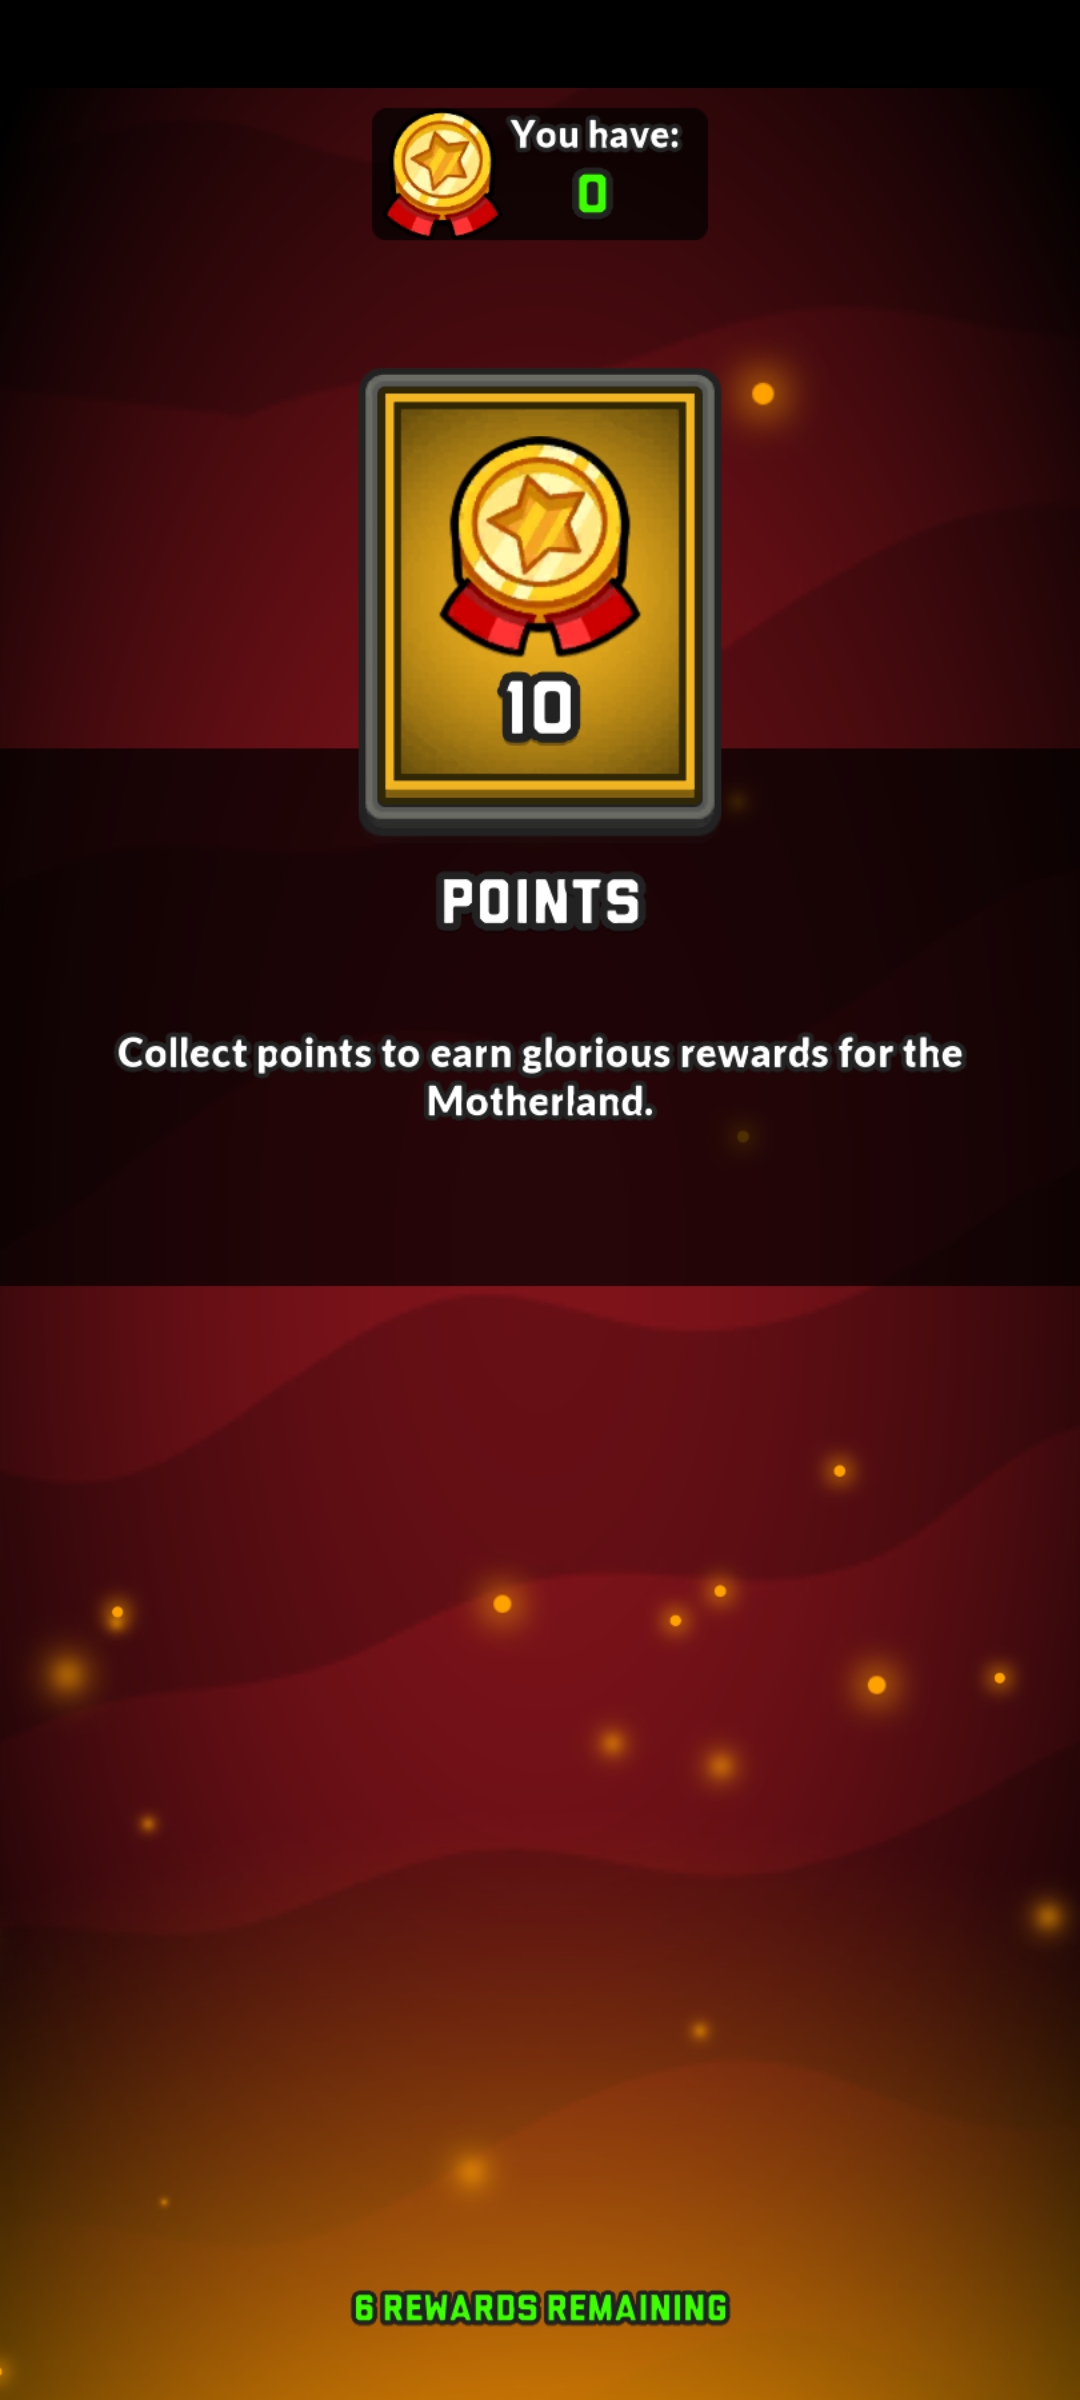 You have:
0
10
POINTS
Collect points to earn glorious rewards for the
Motherland.
6 REWARDS REMAINING